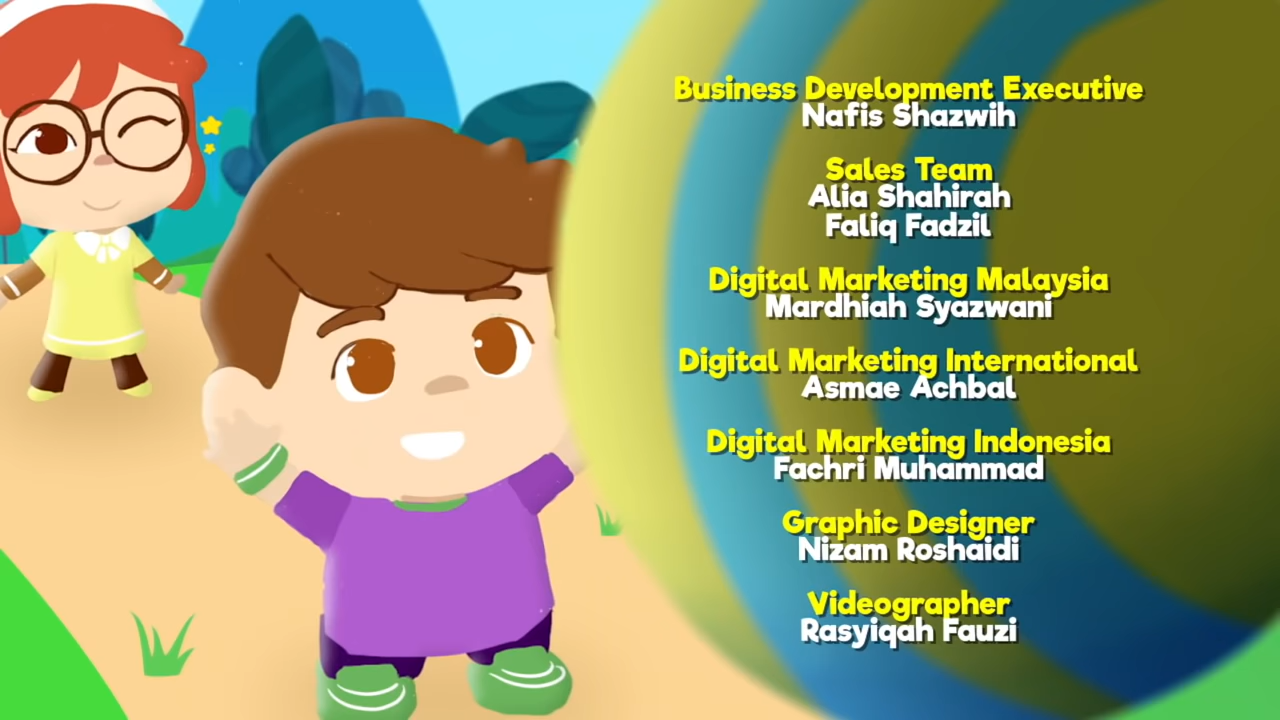 Business Development Executive
Nafis Shazwih
Sales Team
Alia Shahirah
Faliq Fadzil
Digital Marketing Malaysia
Mardhiah Syazwani
Digital Marketing International
Asmae Achbal
Digital Marketing Indonesia
Fachri Muhammad
Graphic Designer
Nizam Roshaidi
Videographer
Rasyiqah Fauzi